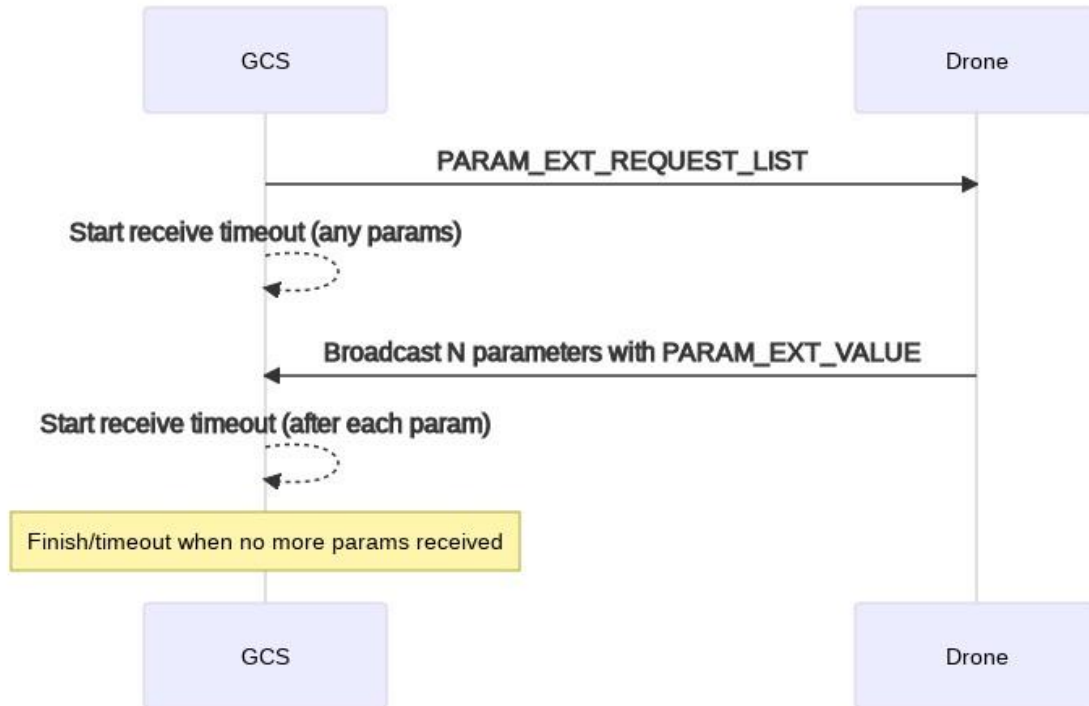 GCS
Drone
PARAM_EXT_REQUEST_LIST
Start receive timeout (any params)
Broadcast N parameters with PARAM_EXT_VALUE
Start receive timeout (after each param)
Finish/timeout when no more params received
GCS
Drone